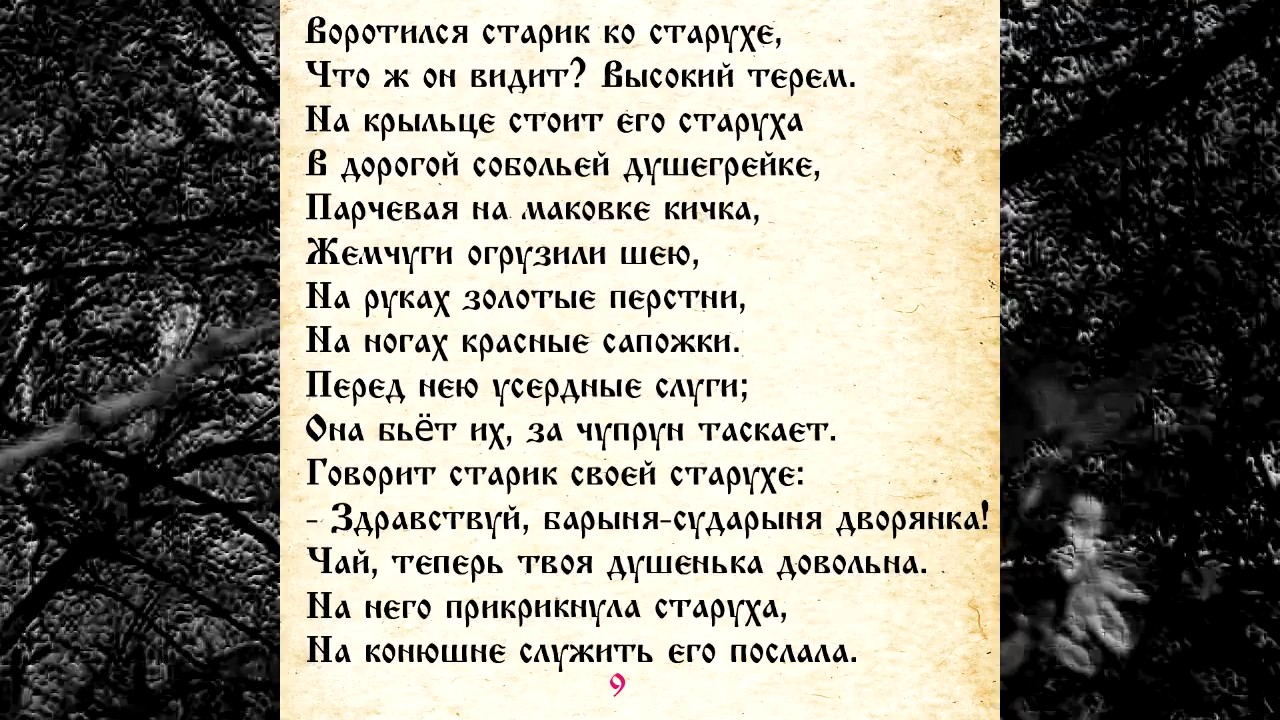 Воротился старик ко старухе,
Что ж он видит? Высокий терем.
На крыльце стоит его старуха
В дорогой собольей душегрейке,
Парчевая на маковке кичка,
Жемчуги огрузили шею,
На руках золотые перстни,
На ногах красные сапожки.
Перед нею усердные слуги;
Она бьёт их, за чупрун таскает.
Говорит старик своей старухе:
- Здравствуй, барыня-сударыня дворянка!
Чай, теперь твоя душенька довольна.
На него прикрикнула старуха,
На конюшне служить его послала.
9